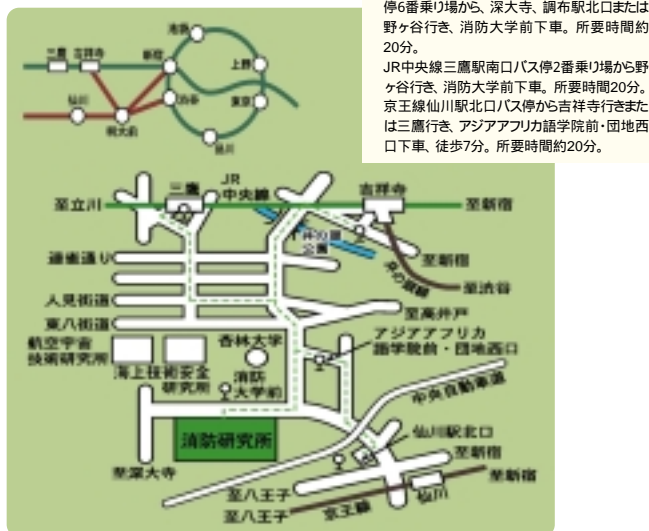 停6番乗り場から、深大寺、調布駅北口または
野ヶ谷行き、消防大学前下車。所要時間約
20分。
JR中央線三鷹駅南口バス停2番乗り場から野
ヶ谷行き、消防大学前下車。所要時間20分。
京王線仙川駅北口バス停から吉祥寺行きまた
は三鷹行き、アジアアフリカ語学院前・団地西
口下車、徒歩7分。所要時間約20分。
池袋
三鷹
吉祥寺
新宿
上野
渋谷
東京
仙川
明大前
品川
至立川
三鷹
JR
中央線
吉祥寺
至新宿
井の頭
公園
連雀通り
至新宿
井の頭線
至渋谷
人見街道
至高井戸
東八街道
航空宇宙
技術研究所
杏林大学
アジアアフリカ
語学院前・団地西口
海上技術安全
研究所
消防
大学前
中央自動車道
消防研究所
仙川駅北口
至新宿
至深大寺
至新宿
至八王子
仙川
至八王子
京王線